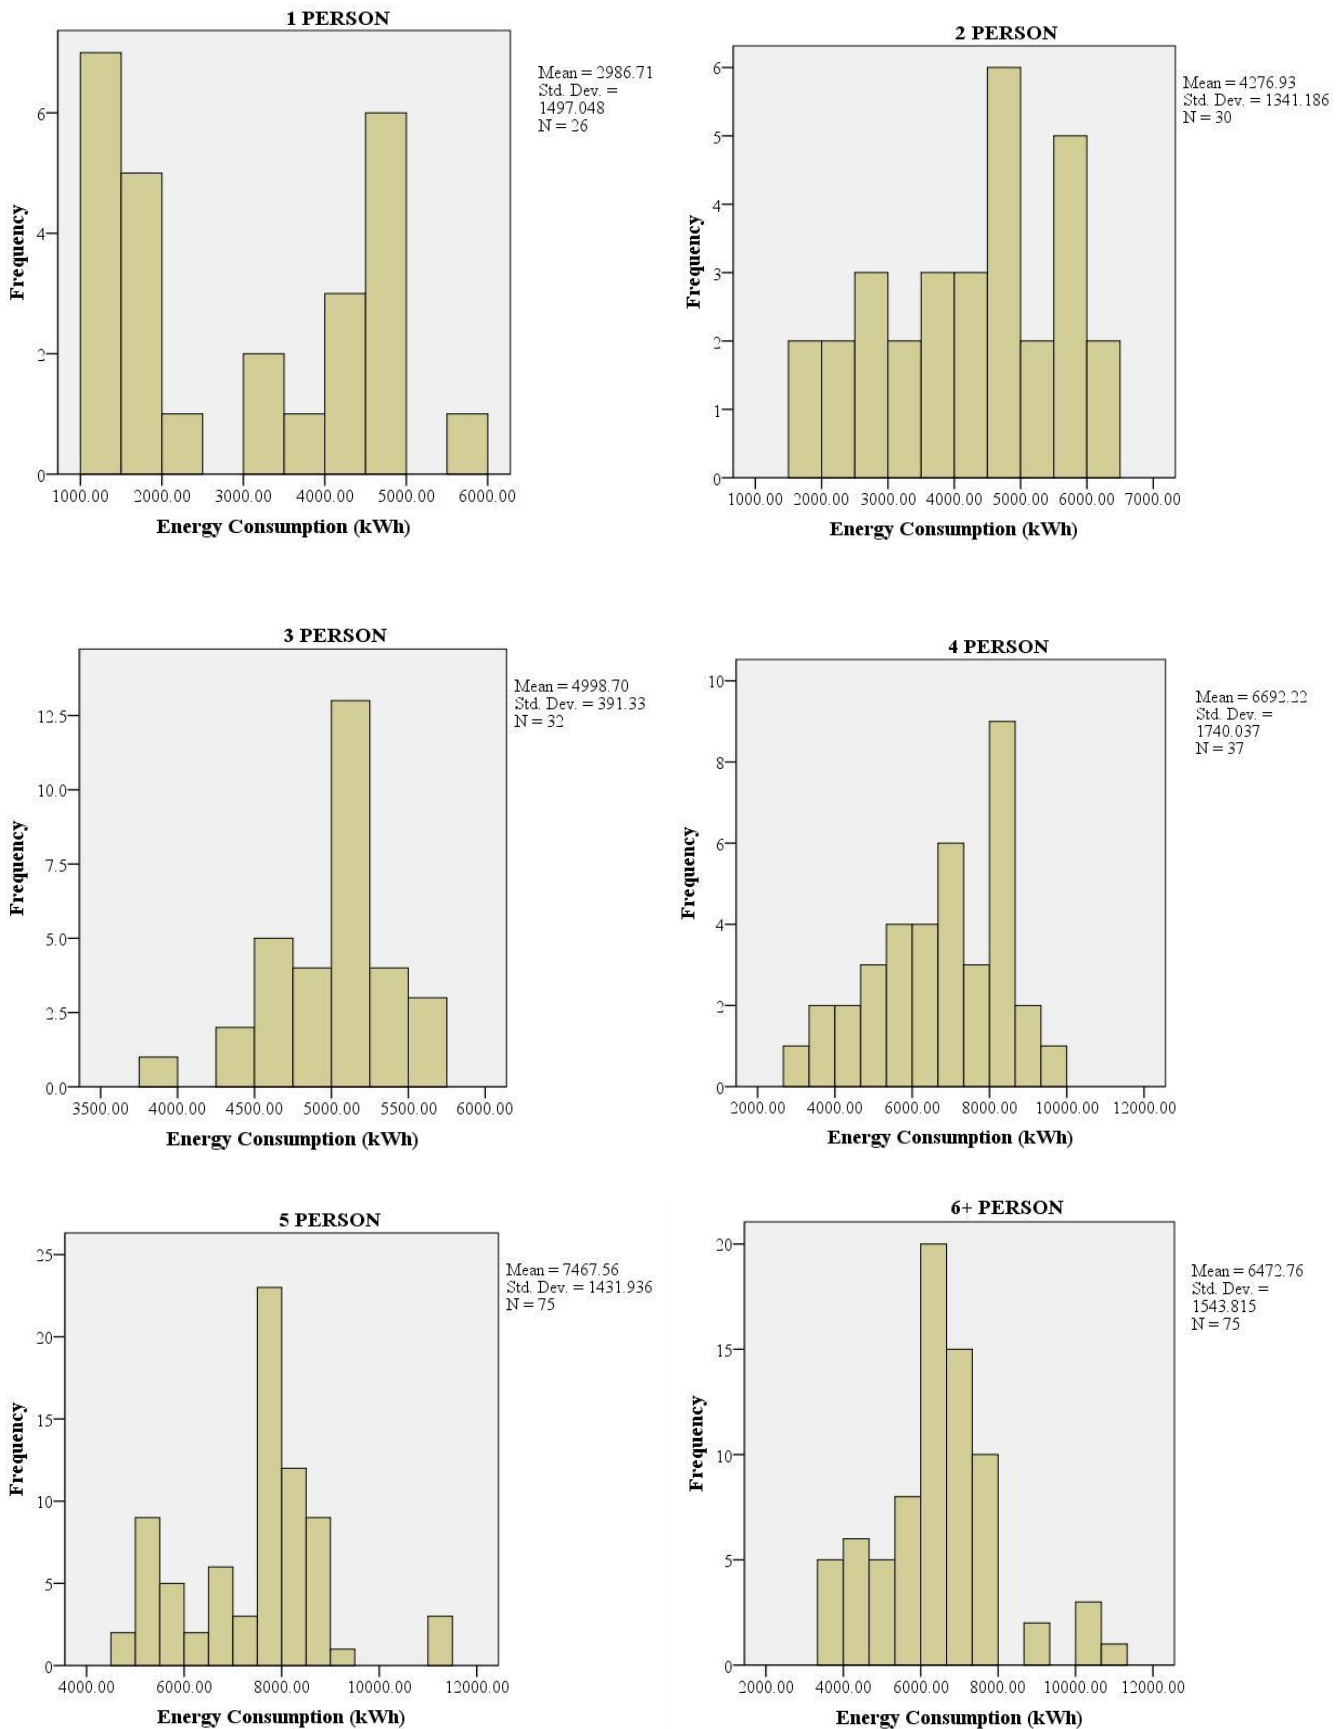 1 PERSON
Mean = 2986.71
Std. Dev. =
1497.048
N = 26
Frequency
6
4
2
0
1000.00 2000.00 3000.00 4000.00 5000.00 6000.00
Energy Consumption (kWh)
2 PERSON
Mean = 4276.93
Std. Dev. = 1341.186
N = 30
Frequency
6
5
4
3
2
1
0
1000.00 2000.00 3000.00 4000.00 5000.00 6000.00 7000.00
Energy Consumption (kWh)
3 PERSON
Mean = 4998.70
Std. Dev. = 391.33
N = 32
Frequency
12.5
10.0
7.5
5.0
2.5
0.0
3500.00 4000.00 4500.00 5000.00 5500.00 6000.00
Energy Consumption (kWh)
4 PERSON
Mean = 6692.22
Std. Dev. =
1740.037
N = 37
Frequency
10
8
6
4
2
0
2000.00 4000.00 6000.00 8000.00 10000.00 12000.00
Energy Consumption (kWh)
5 PERSON
Mean = 7467.56
Std. Dev. = 1431.936
N = 75
Frequency
25
20
15
10
5
0
4000.00 6000.00 8000.00 10000.00 12000.00
Energy Consumption (kWh)
6+ PERSON
Mean = 6472.76
Std. Dev. =
1543.815
N = 75
Frequency
20
15
10
5
0
2000.00 4000.00 6000.00 8000.00 10000.00 12000.00
Energy Consumption (kWh)